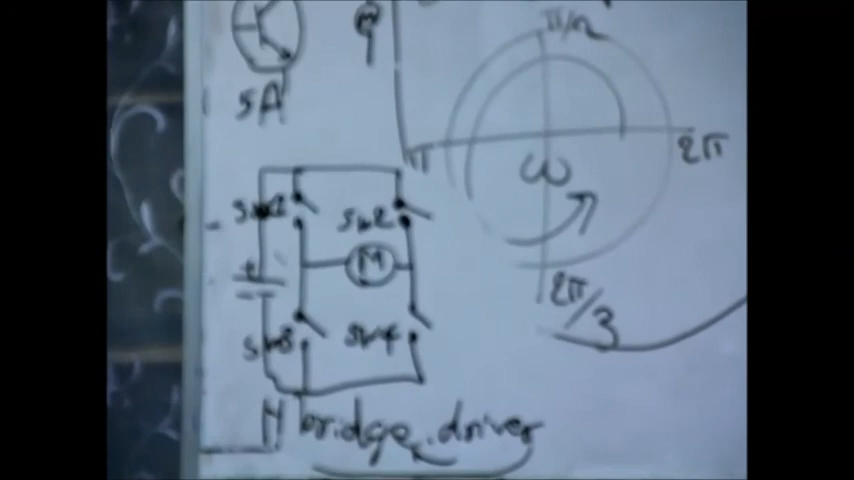 π/2
5A
π
2π
ω
sw1
sw2
M
+
2π/3
sw3
sw4
H bridge driver